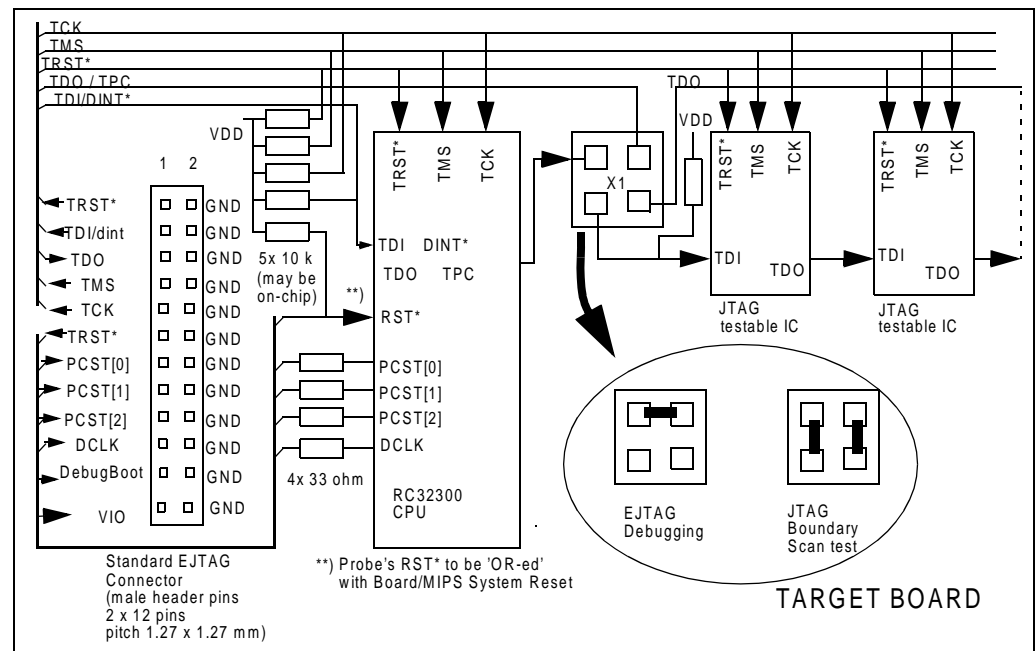 TCK
TMS
TRST*
TDO / TPC
TDI/DINT*
TDO
VDD
VDD
1 2
TRST*
TMS
TCK
X1
TRST*
TMS
TCK
TRST*
TMS
TCK
TRST* GND
TDI/dint GND
TDO GND
TMS GND
TCK GND
TRST* GND
PCST[0] GND
PCST[1] GND
PCST[2] GND
DCLK GND
DebugBoot GND
VIO GND
5x 10 k
(may be
on-chip)
**)
TDI DINT*
TDO TPC
RST*
PCST[0]
PCST[1]
PCST[2]
DCLK
4x 33 ohm
RC32300
CPU
TDI
TDO
JTAG
testable IC
TDI
TDO
JTAG
testable IC
EJTAG
Debugging
JTAG
Boundary
Scan test
Standard EJTAG
Connector
(male header pins
2 x 12 pins
pitch 1.27 x 1.27 mm)
**) Probe's RST* to be 'OR-ed'
with Board/MIPS System Reset
TARGET BOARD